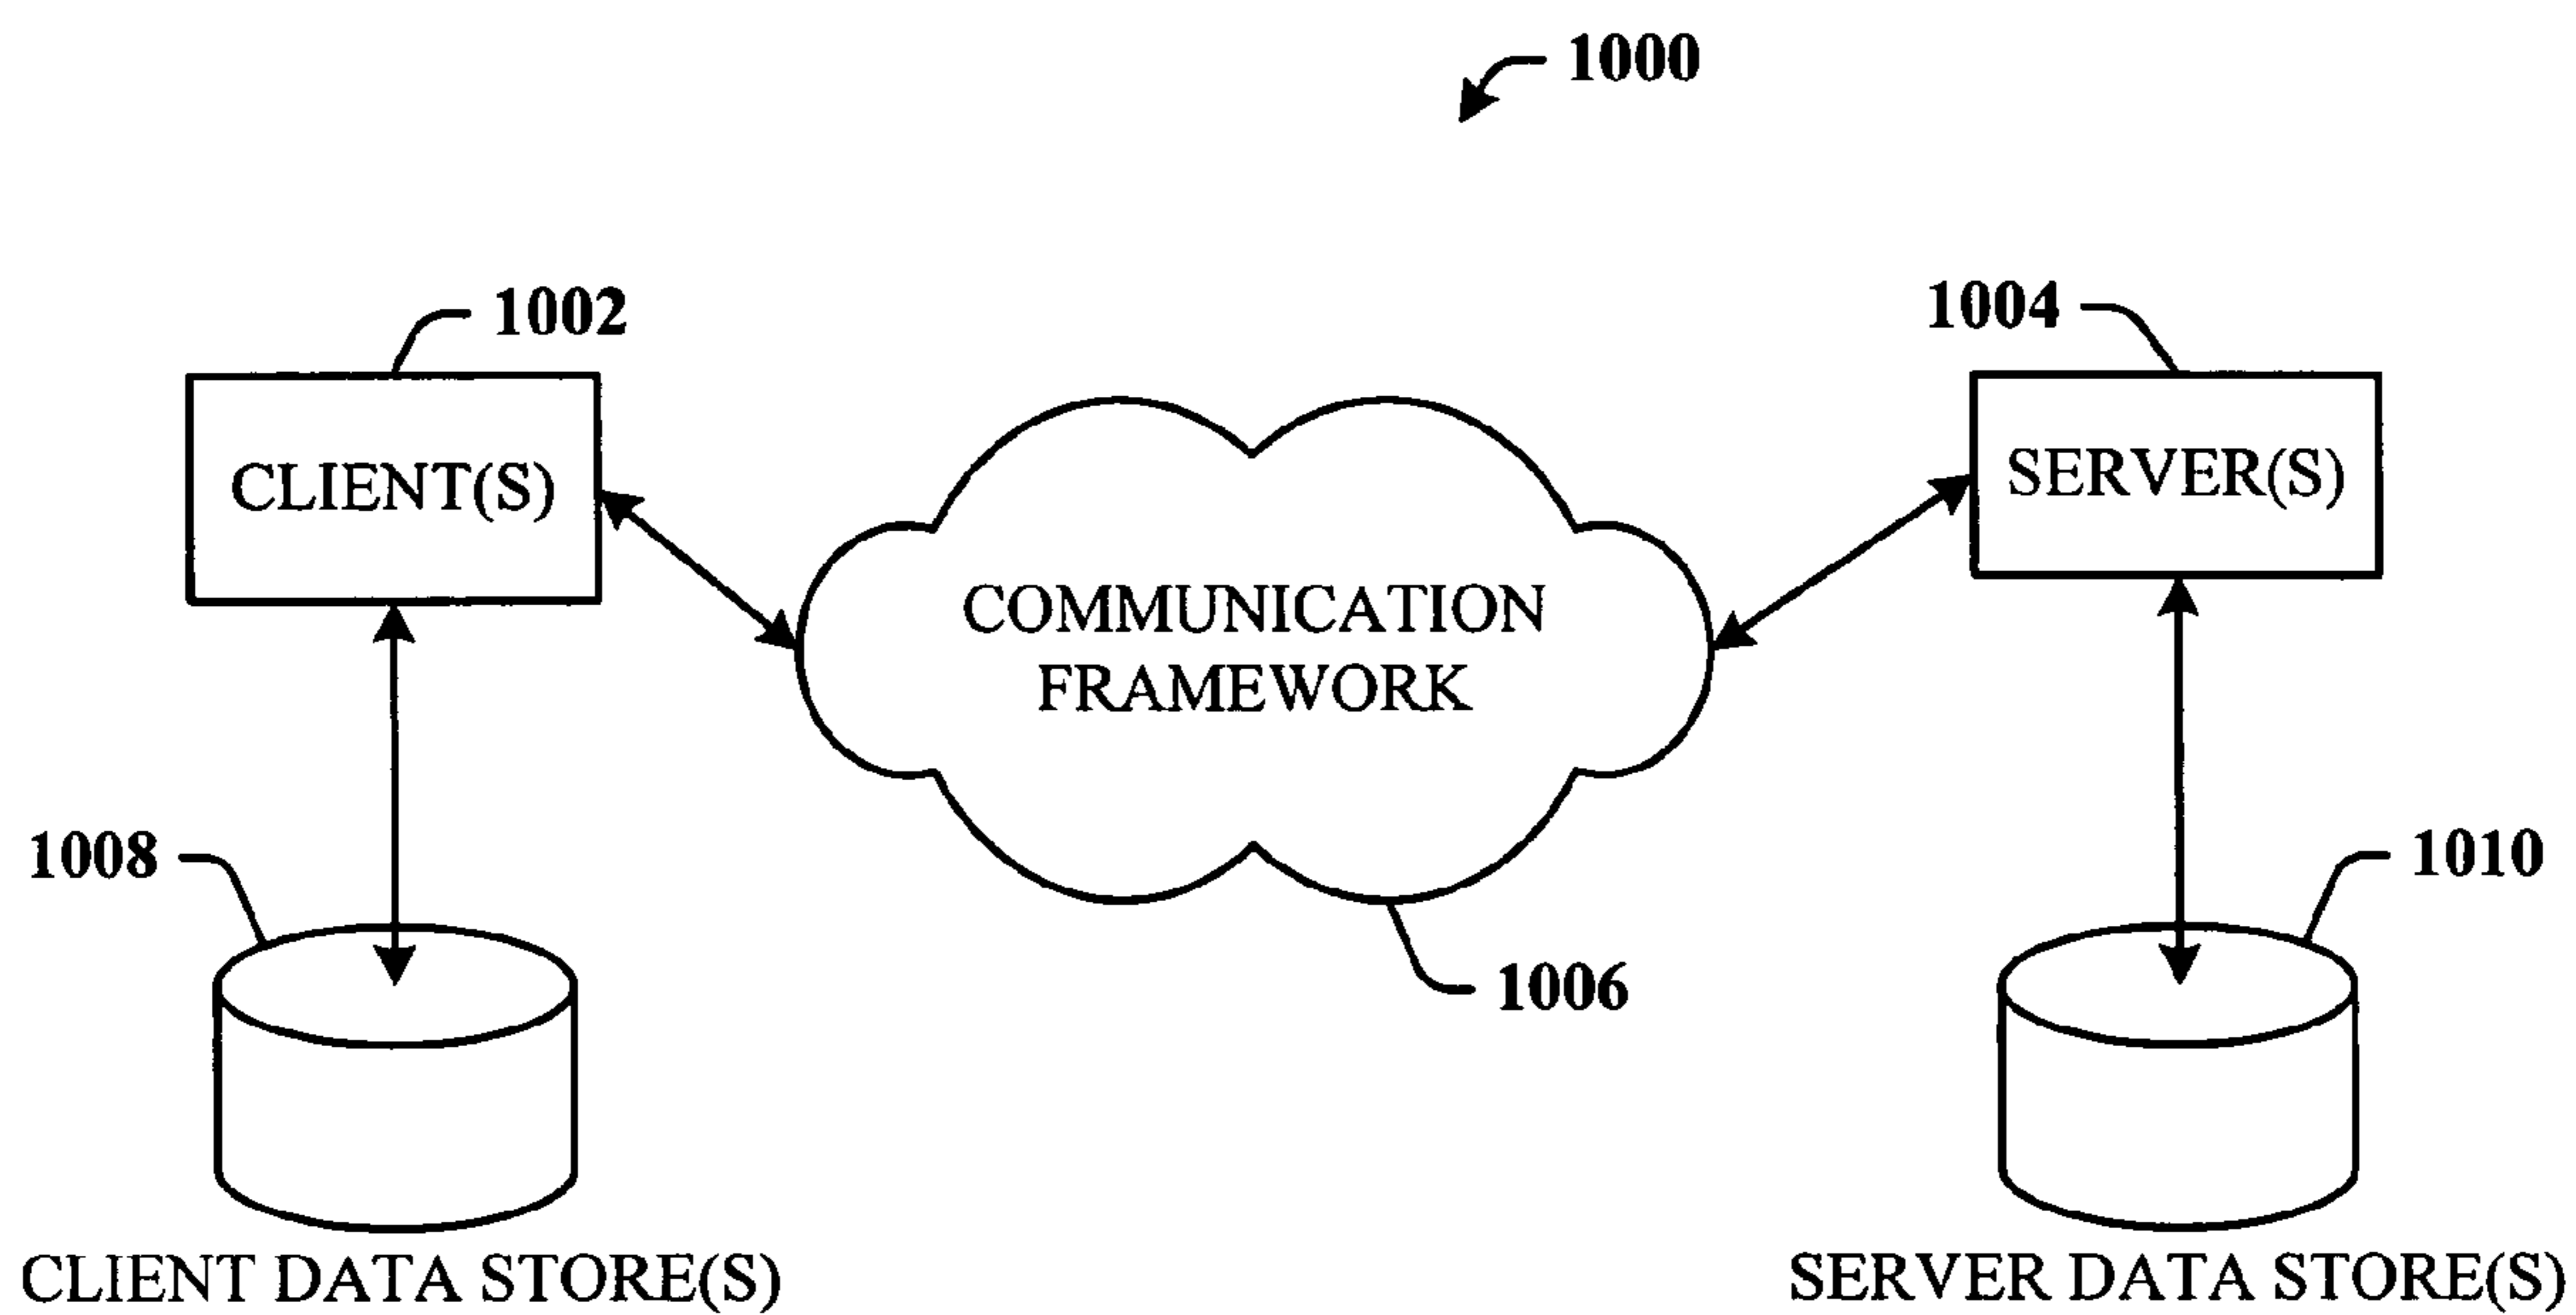 1000
1002
1004
CLIENT(S)
SERVER(S)
COMMUNICATION
FRAMEWORK
1008
1010
1006
CLIENT DATA STORE(S)
SERVER DATA STORE(S)